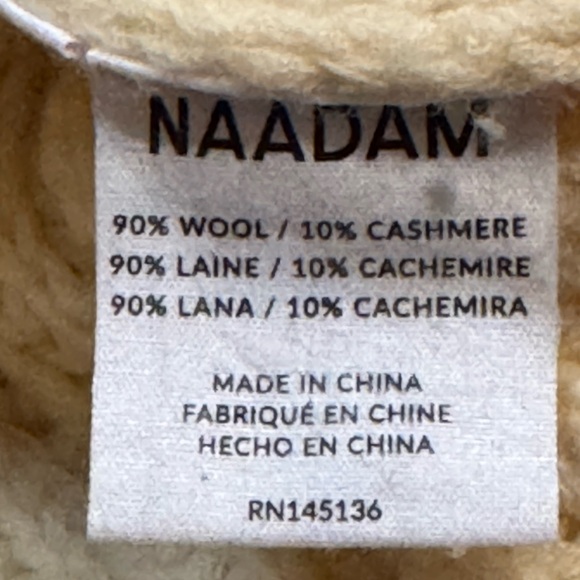 NAADAM
90% WOOL / 10% CASHMERE
90% LAINE / 10% CACHEMIRE
90% LANA / 10% CACHEMIRA
MADE IN CHINA
FABRIQUÉ EN CHINE
HECHO EN CHINA
RN145136